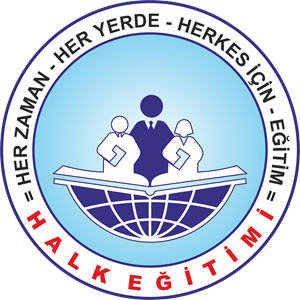 = HER ZAMAN - HER YERDE - HERKES İÇİN - EĞİTİM =
HALK EĞİTİMİ